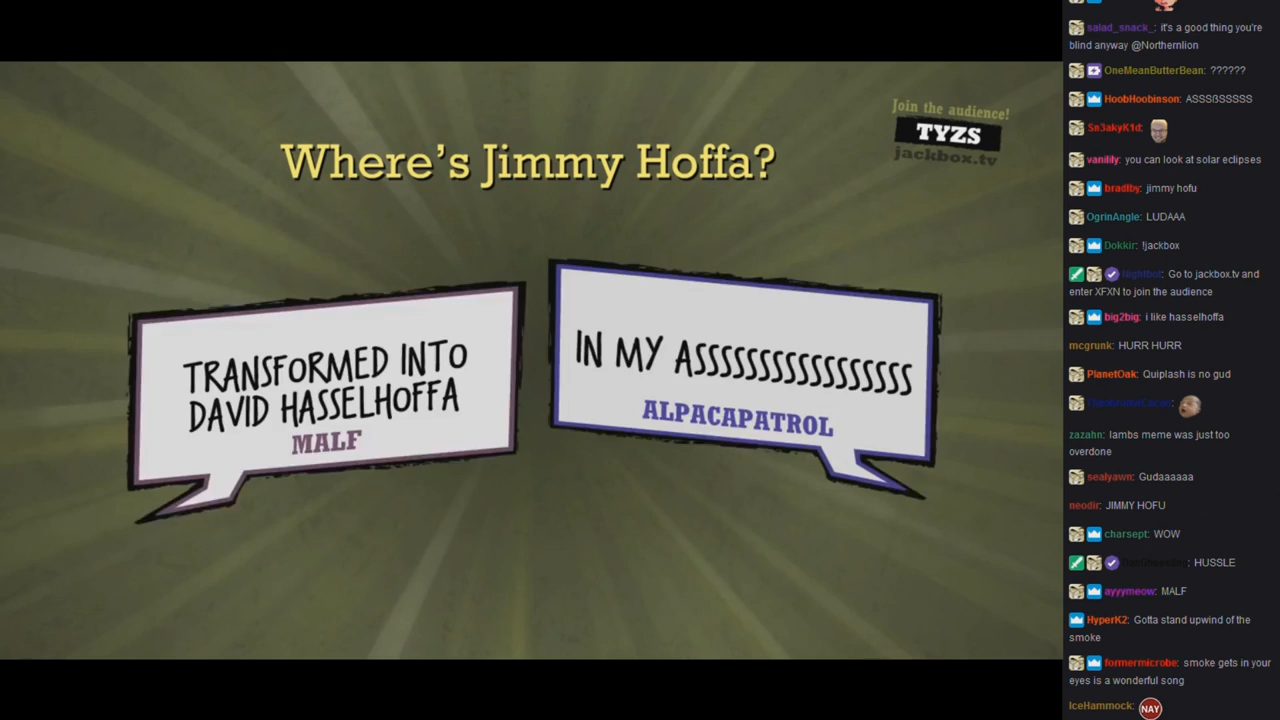 Join the audience!
TYZS
jackbox.tv
Where's Jimmy Hoffa?
TRANSFORMED INTO
DAVID HASSELHOFFA
MALF
IN MY ASSSSSSSSSSSSSSSS
ALPACAPATROL
salad_snack_: it's a good thing you're
blind anyway @Northernlion
OneMeanButterBean: ??????
HoobHoobinson: ASSSßSSSSS
Sn3akyK1d:
vanilily: you can look at solar eclipses
bradlby: jimmy hofu
OgrinAngle: LUDAAA
Dokkir: !jackbox
Nightbot: Go to jackbox.tv and
enter XFXN to join the audience
big2big: i like hasselhoffa
mcgrunk: HURR HURR
PlanetOak: Quiplash is no gud
zazahn: lambs meme was just too
overdone
sealyawn: Gudaaaaaa
neodir: JIMMY HOFU
charsept: WOW
: HUSSLE
ayyymeow: MALF
HyperK2: Gotta stand upwind of the
smoke
formermicrobe: smoke gets in your
eyes is a wonderful song
IceHammock: NAY